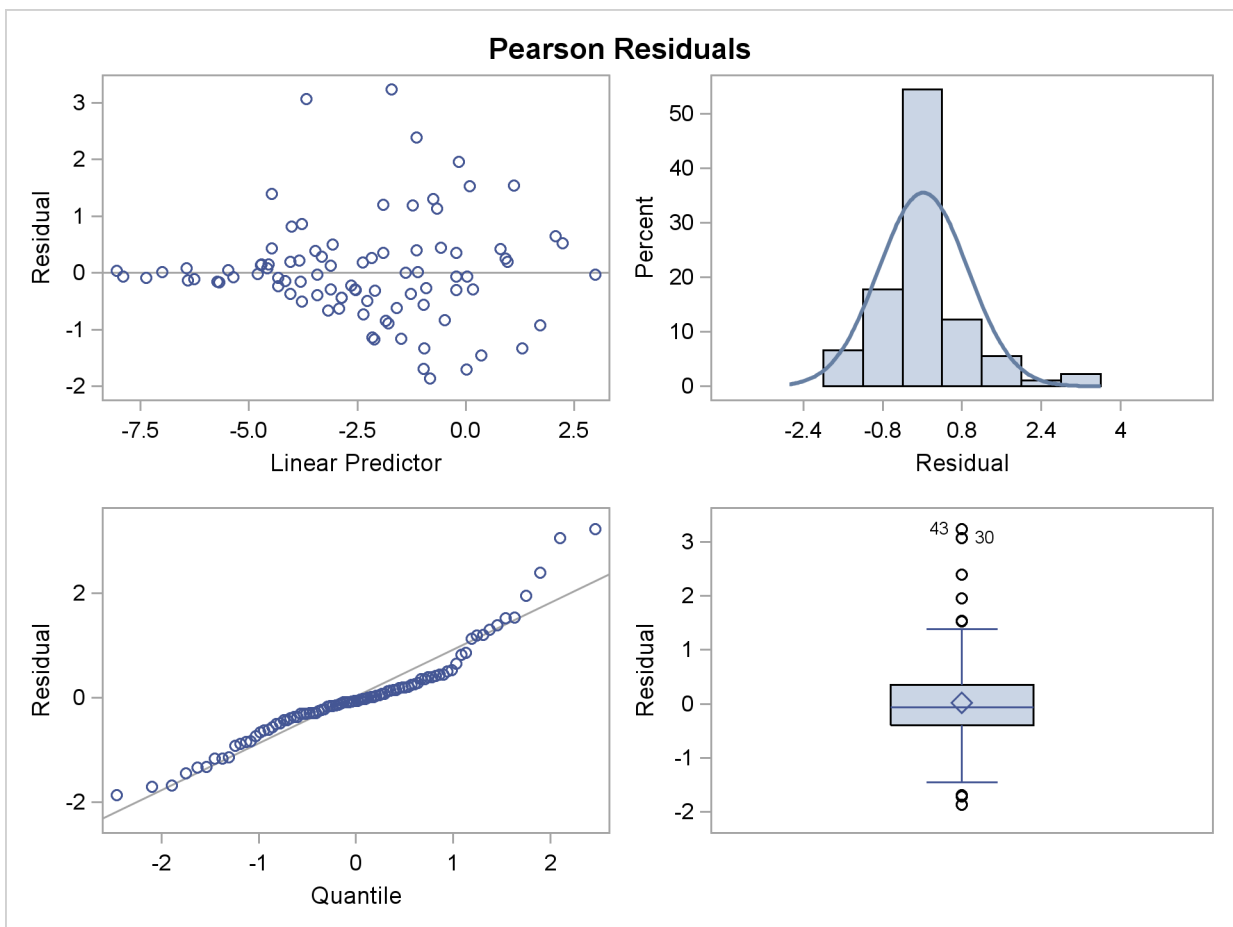 Pearson Residuals
Residual
3
2
1
0
-1
-2
-7.5 -5.0 -2.5 0.0 2.5
Linear Predictor
Percent
50
40
30
20
10
0
-2.4 -0.8 0.8 2.4 4
Residual
Residual
2
0
-2
-2 -1 0 1 2
Quantile
Residual
3
2
1
0
-1
-2
43 30